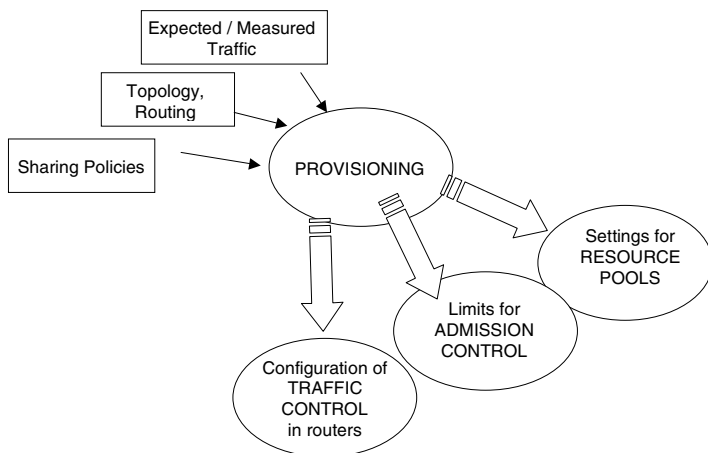 Expected / Measured
Traffic
Topology,
Routing
Sharing Policies
PROVISIONING
Settings for
RESOURCE
POOLS
Limits for
ADMISSION
CONTROL
Configuration of
TRAFFIC
CONTROL
in routers